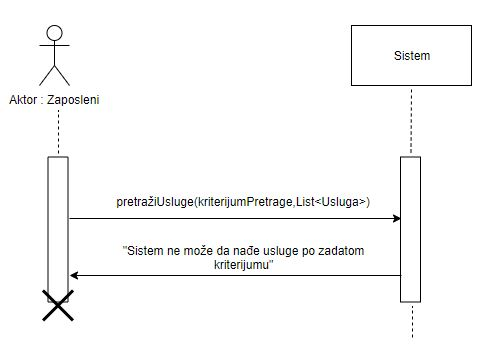 Sistem
Aktor : Zaposleni
pretražiUsluge(kriterijumPretrage,List<Usluga>)
"Sistem ne može da nađe usluge po zadatom
kriterijumu"